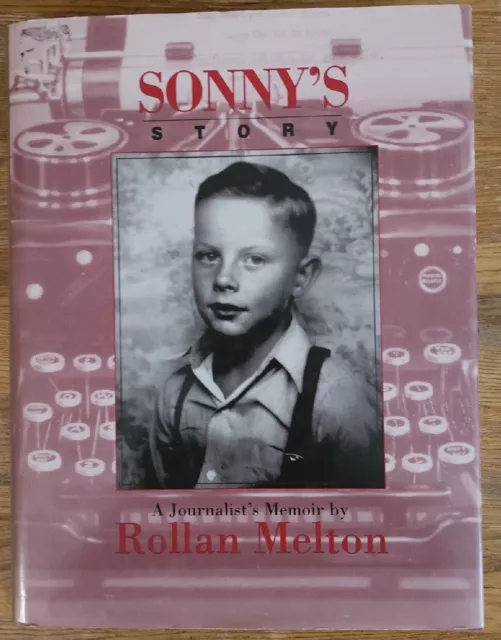 SONNY'S
STORY
A Journalist's Memoir by
Rollan Melton